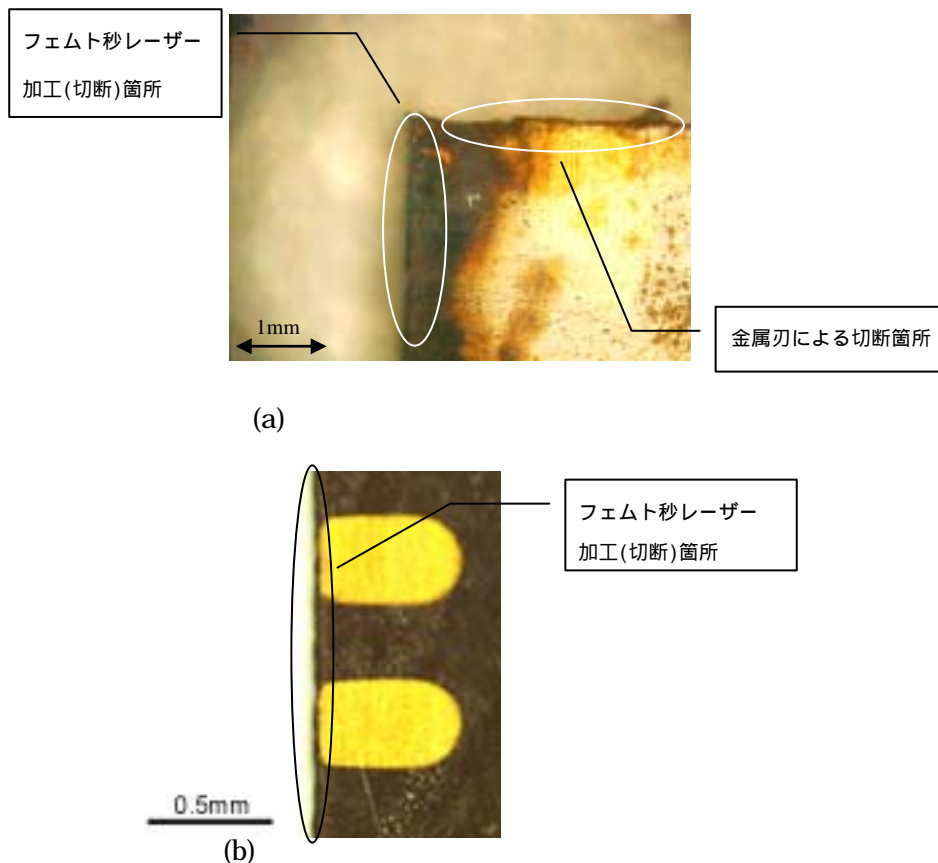 フェムト秒レーザー
加工(切断)箇所
1mm
金属刃による切断箇所
(a)
フェムト秒レーザー
加工(切断)箇所
0.5mm
(b)